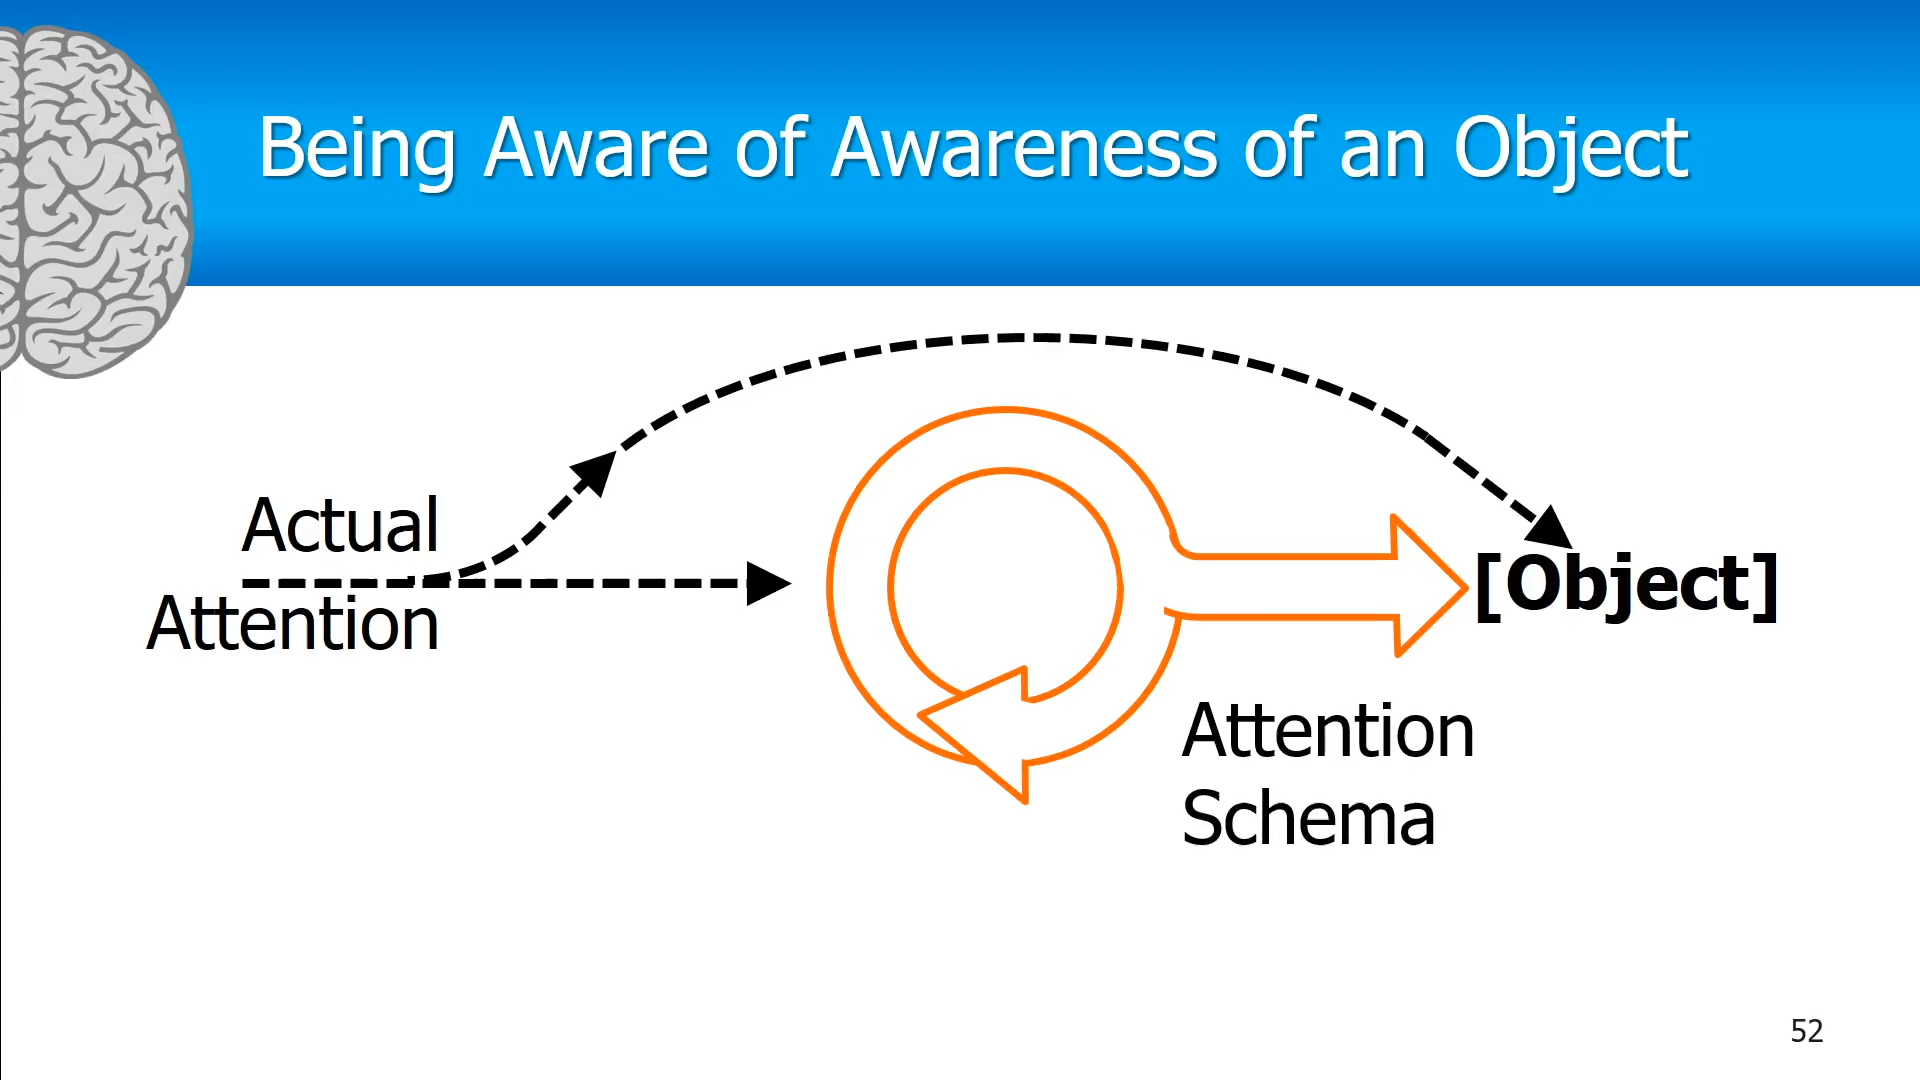 Being Aware of Awareness of an Object
Actual
Attention
[Object]
Attention
Schema
52